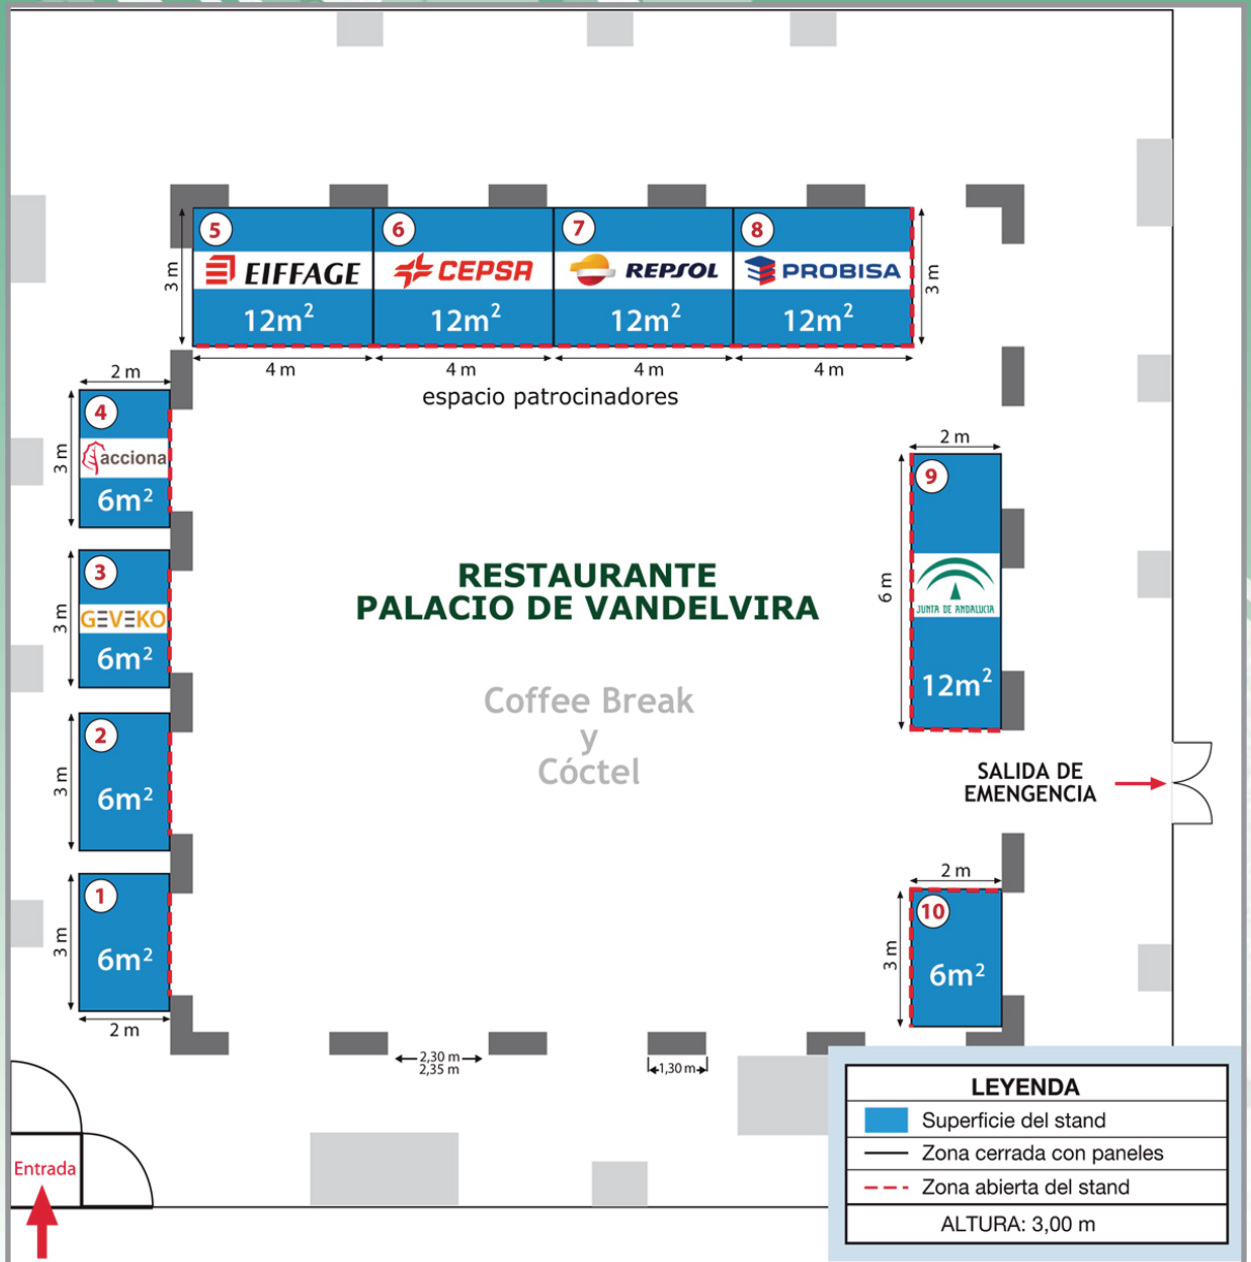 5
6
7
8
EIFFAGE
CEPSA
REPSOL
PROBISA
12m²
12m²
12m²
12m²
3 m
3 m
4 m
4 m
4 m
4 m
espacio patrocinadores
2 m
4
acciona
6m²
3 m
3
GEVEKO
6m²
3 m
2
6m²
3 m
1
6m²
3 m
2 m
RESTAURANTE
PALACIO DE VANDELVIRA
Coffee Break
y
Cóctel
2 m
9
JUNTA DE ANDALUCIA
12m²
6 m
SALIDA DE
EMENGENCIA
2 m
10
6m²
3 m
2,30 m
2,35 m
1,30 m
Entrada
LEYENDA
Superficie del stand
Zona cerrada con paneles
Zona abierta del stand
ALTURA: 3,00 m